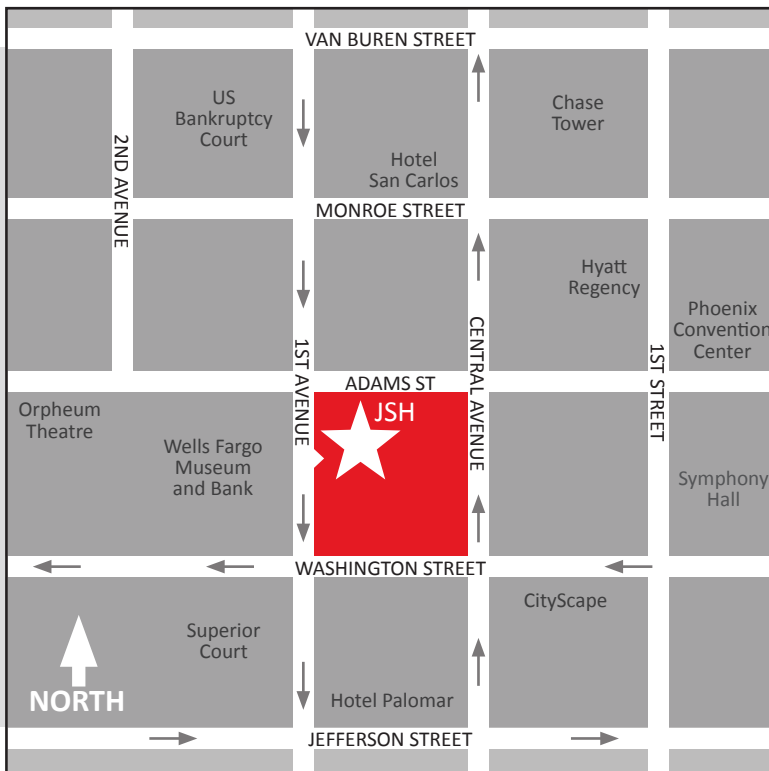 VAN BUREN STREET
US
Bankruptcy
Court
Chase
Tower
2ND AVENUE
Hotel
San Carlos
MONROE STREET
Hyatt
Regency
Phoenix
Convention
Center
1ST AVENUE
CENTRAL AVENUE
1ST STREET
ADAMS ST
Orpheum
Theatre
JSH
Wells Fargo
Museum
and Bank
Symphony
Hall
WASHINGTON STREET
CityScape
Superior
Court
NORTH
Hotel Palomar
JEFFERSON STREET